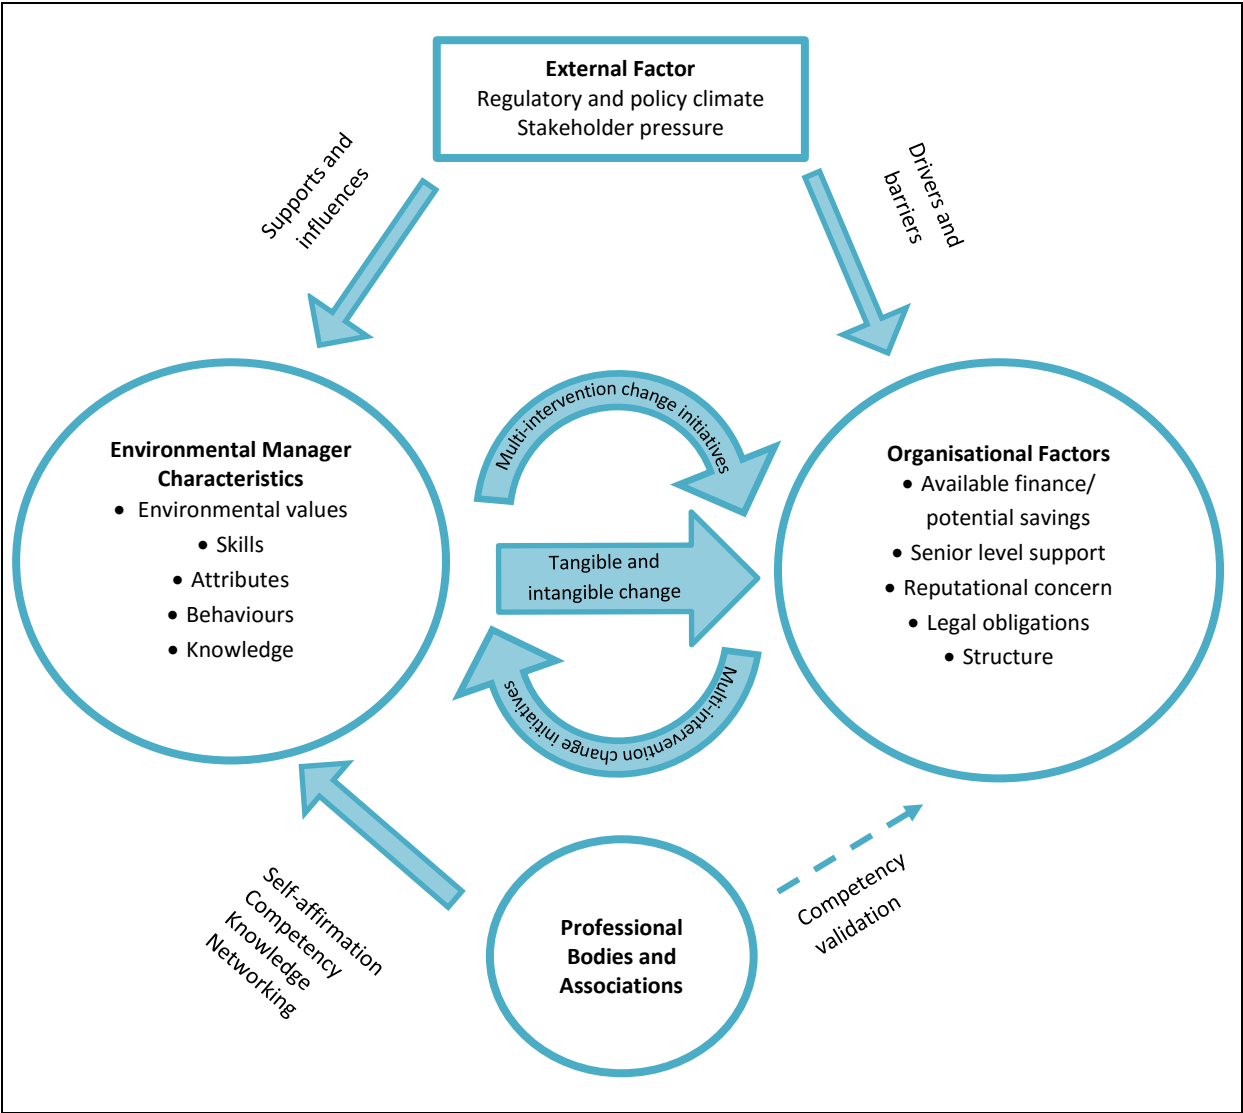 External Factor
Regulatory and policy climate
Stakeholder pressure
Supports and
influences
Drivers and
barriers
Environmental Manager
Characteristics
• Environmental values
• Skills
• Attributes
• Behaviours
• Knowledge
Multi-intervention change initiatives
Tangible and
intangible change
Multi-intervention change initiatives
Organisational Factors
• Available finance/
potential savings
• Senior level support
• Reputational concern
• Legal obligations
• Structure
Self-affirmation
Competency
Knowledge
Networking
Professional
Bodies and
Associations
Competency
validation